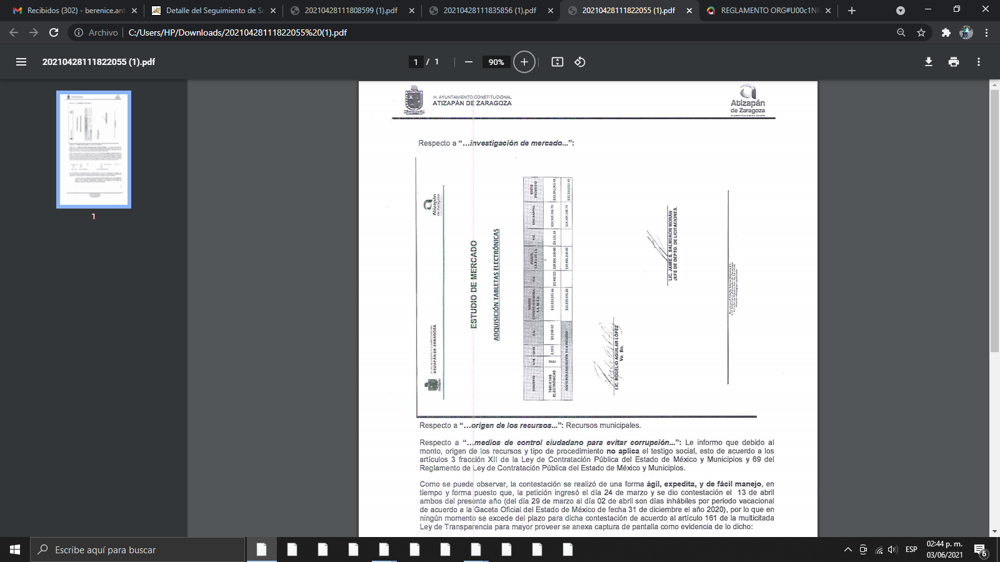 Recibidos (302) - berenice.ant
Detalle del Seguimiento de So
20210428111808599 (1).pdf
20210428111835856 (1).pdf
20210428111822055 (1).pdf
REGLAMENTO ORG#U00c1NI
Archivo
C:/Users/HP/Downloads/20210428111822055%20(1).pdf
20210428111822055 (1).pdf
1 / 1
90%
1
H. AYUNTAMIENTO CONSTITUCIONAL
ATIZAPÁN DE ZARAGOZA
Atizapán
de Zaragoza
Respecto a “…investigación de mercado...”:
ATIZAPÁN DE ZARAGOZA
Atizapán
de Zaragoza
ESTUDIO DE MERCADO
ADQUISICIÓN TABLETAS ELECTRÓNICAS
CONCEPTO
COSTO
PROMEDIO
TABLETAS
ELECTRÓNICAS
LIC. ROGELIO AGUILAR LÓPEZ
Vo. Bo.
LIC. JAIME S. SALMERÓN MORÁN
JEFE DE DEPTO. DE LICITACIONES.
Respecto a “…origen de los recursos...”: Recursos municipales.
Respecto a “…medios de control ciudadano para evitar corrupción...”: Le informo que debido al
monto, origen de los recursos y tipo de procedimiento no aplica el testigo social, esto de acuerdo a los
artículos 3 fracción XII de la Ley de Contratación Pública del Estado de México y Municipios y 69 del
Reglamento de Ley de Contratación Pública del Estado de México y Municipios.
Como se puede observar, la contestación se realizó de una forma ágil, expedita, y de fácil manejo, en
tiempo y forma puesto que, la petición ingresó el día 24 de marzo y se dio contestación el 13 de abril
ambos del presente año (del día 29 de marzo al día 02 de abril son días inhábiles por periodo vacacional
de acuerdo a la Gaceta Oficial del Estado de México de fecha 31 de diciembre el año 2020), por lo que en
ningún momento se excede del plazo para dicha contestación de acuerdo al artículo 161 de la multicitada
Ley de Transparencia para mayor proveer se anexa captura de pantalla como evidencia de lo dicho:
Escribe aquí para buscar
ESP
02:44 p. m.
03/06/2021
6